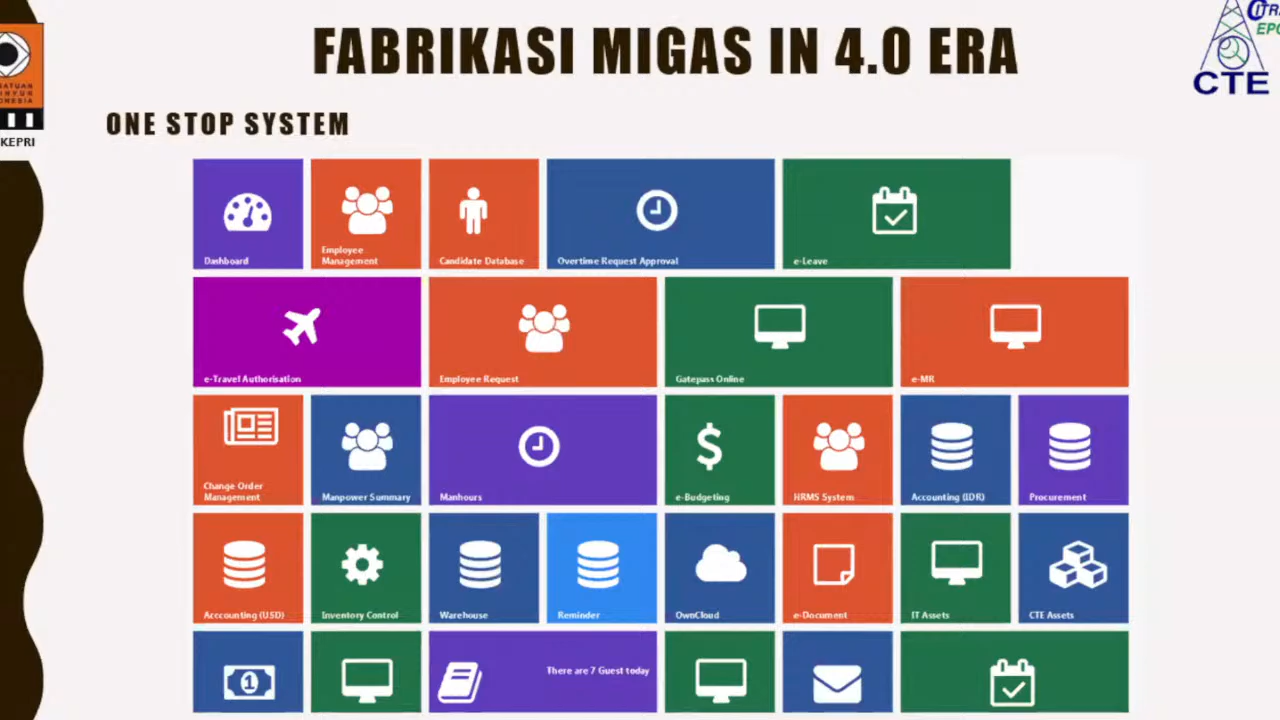 FABRIKASI MIGAS IN 4.0 ERA
CTE
KEPRI
ONE STOP SYSTEM
Dashboard
Employee
Management
Candidate Database
Overtime Request Approval
e-Leave
e-Travel Authorisation
Employee Request
Gatepass Online
e-MR
Change Order
Management
Manpower Summary
Manhours
e-Budgeting
HRMS System
Accounting (IDR)
Procurement
Acccounting (USD)
Inventory Control
Warehouse
Reminder
OwnCloud
e-Document
IT Assets
CTE Assets
1
There are 7 Guest today